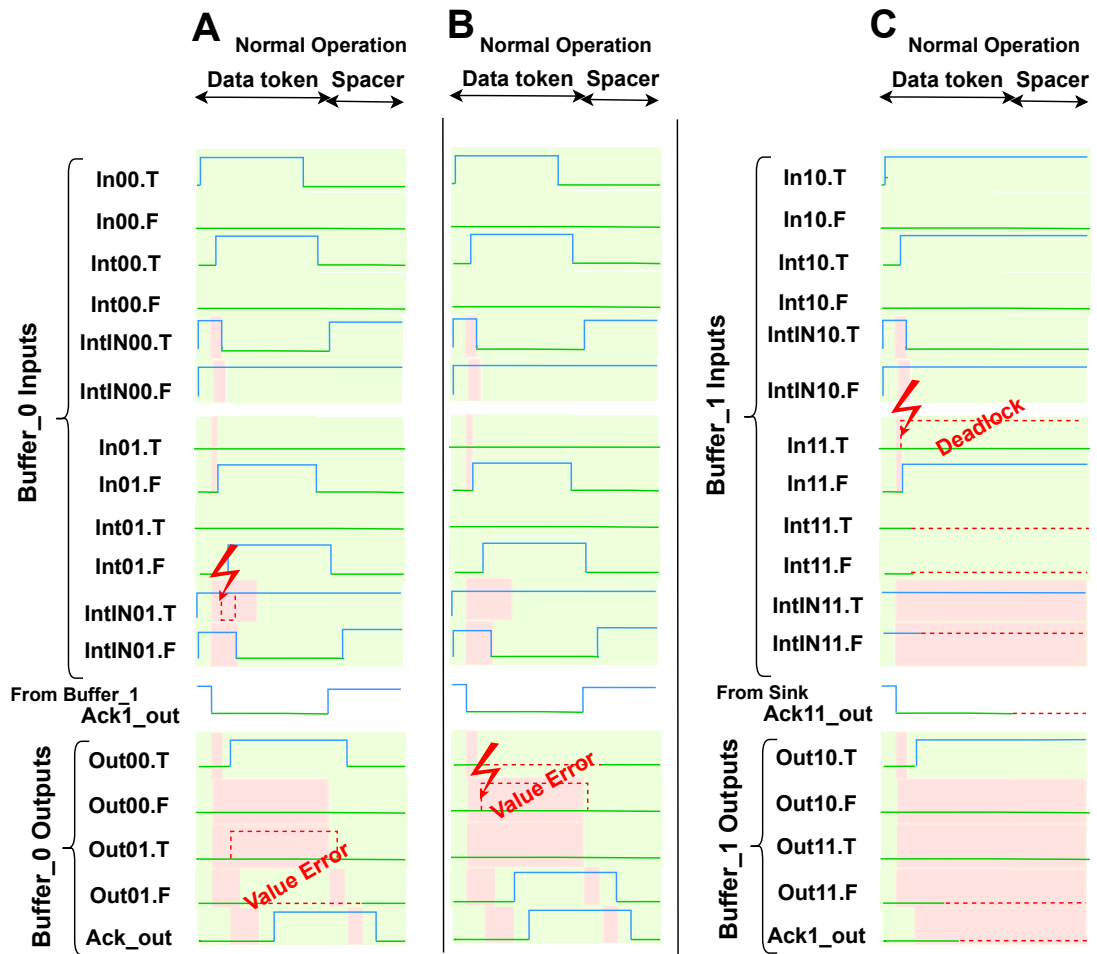 A
Normal Operation
Data token
Spacer
B
Normal Operation
Data token
Spacer
C
Normal Operation
Data token
Spacer
Buffer_0 Inputs
In00.T
In00.F
Int00.T
Int00.F
IntIN00.T
IntIN00.F
In01.T
In01.F
Int01.T
Int01.F
IntIN01.T
IntIN01.F
From Buffer_1
Ack1_out
Buffer_0 Outputs
Out00.T
Out00.F
Out01.T
Out01.F
Ack_out
Value Error
Value Error
Buffer_1 Inputs
In10.T
In10.F
Int10.T
Int10.F
IntIN10.T
IntIN10.F
In11.T
In11.F
Int11.T
Int11.F
IntIN11.T
IntIN11.F
Deadlock
From Sink
Ack11_out
Buffer_1 Outputs
Out10.T
Out10.F
Out11.T
Out11.F
Ack1_out